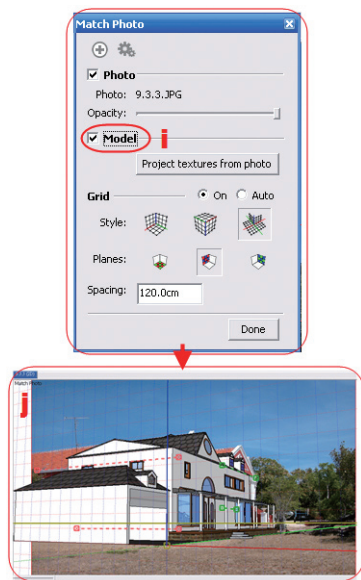 Match Photo
Photo
Photo: 9.3.3.JPG
Opacity:
Model i
Project textures from photo
Grid On Auto
Style:
Planes:
Spacing: 120.0cm
Done
Match Photo
j